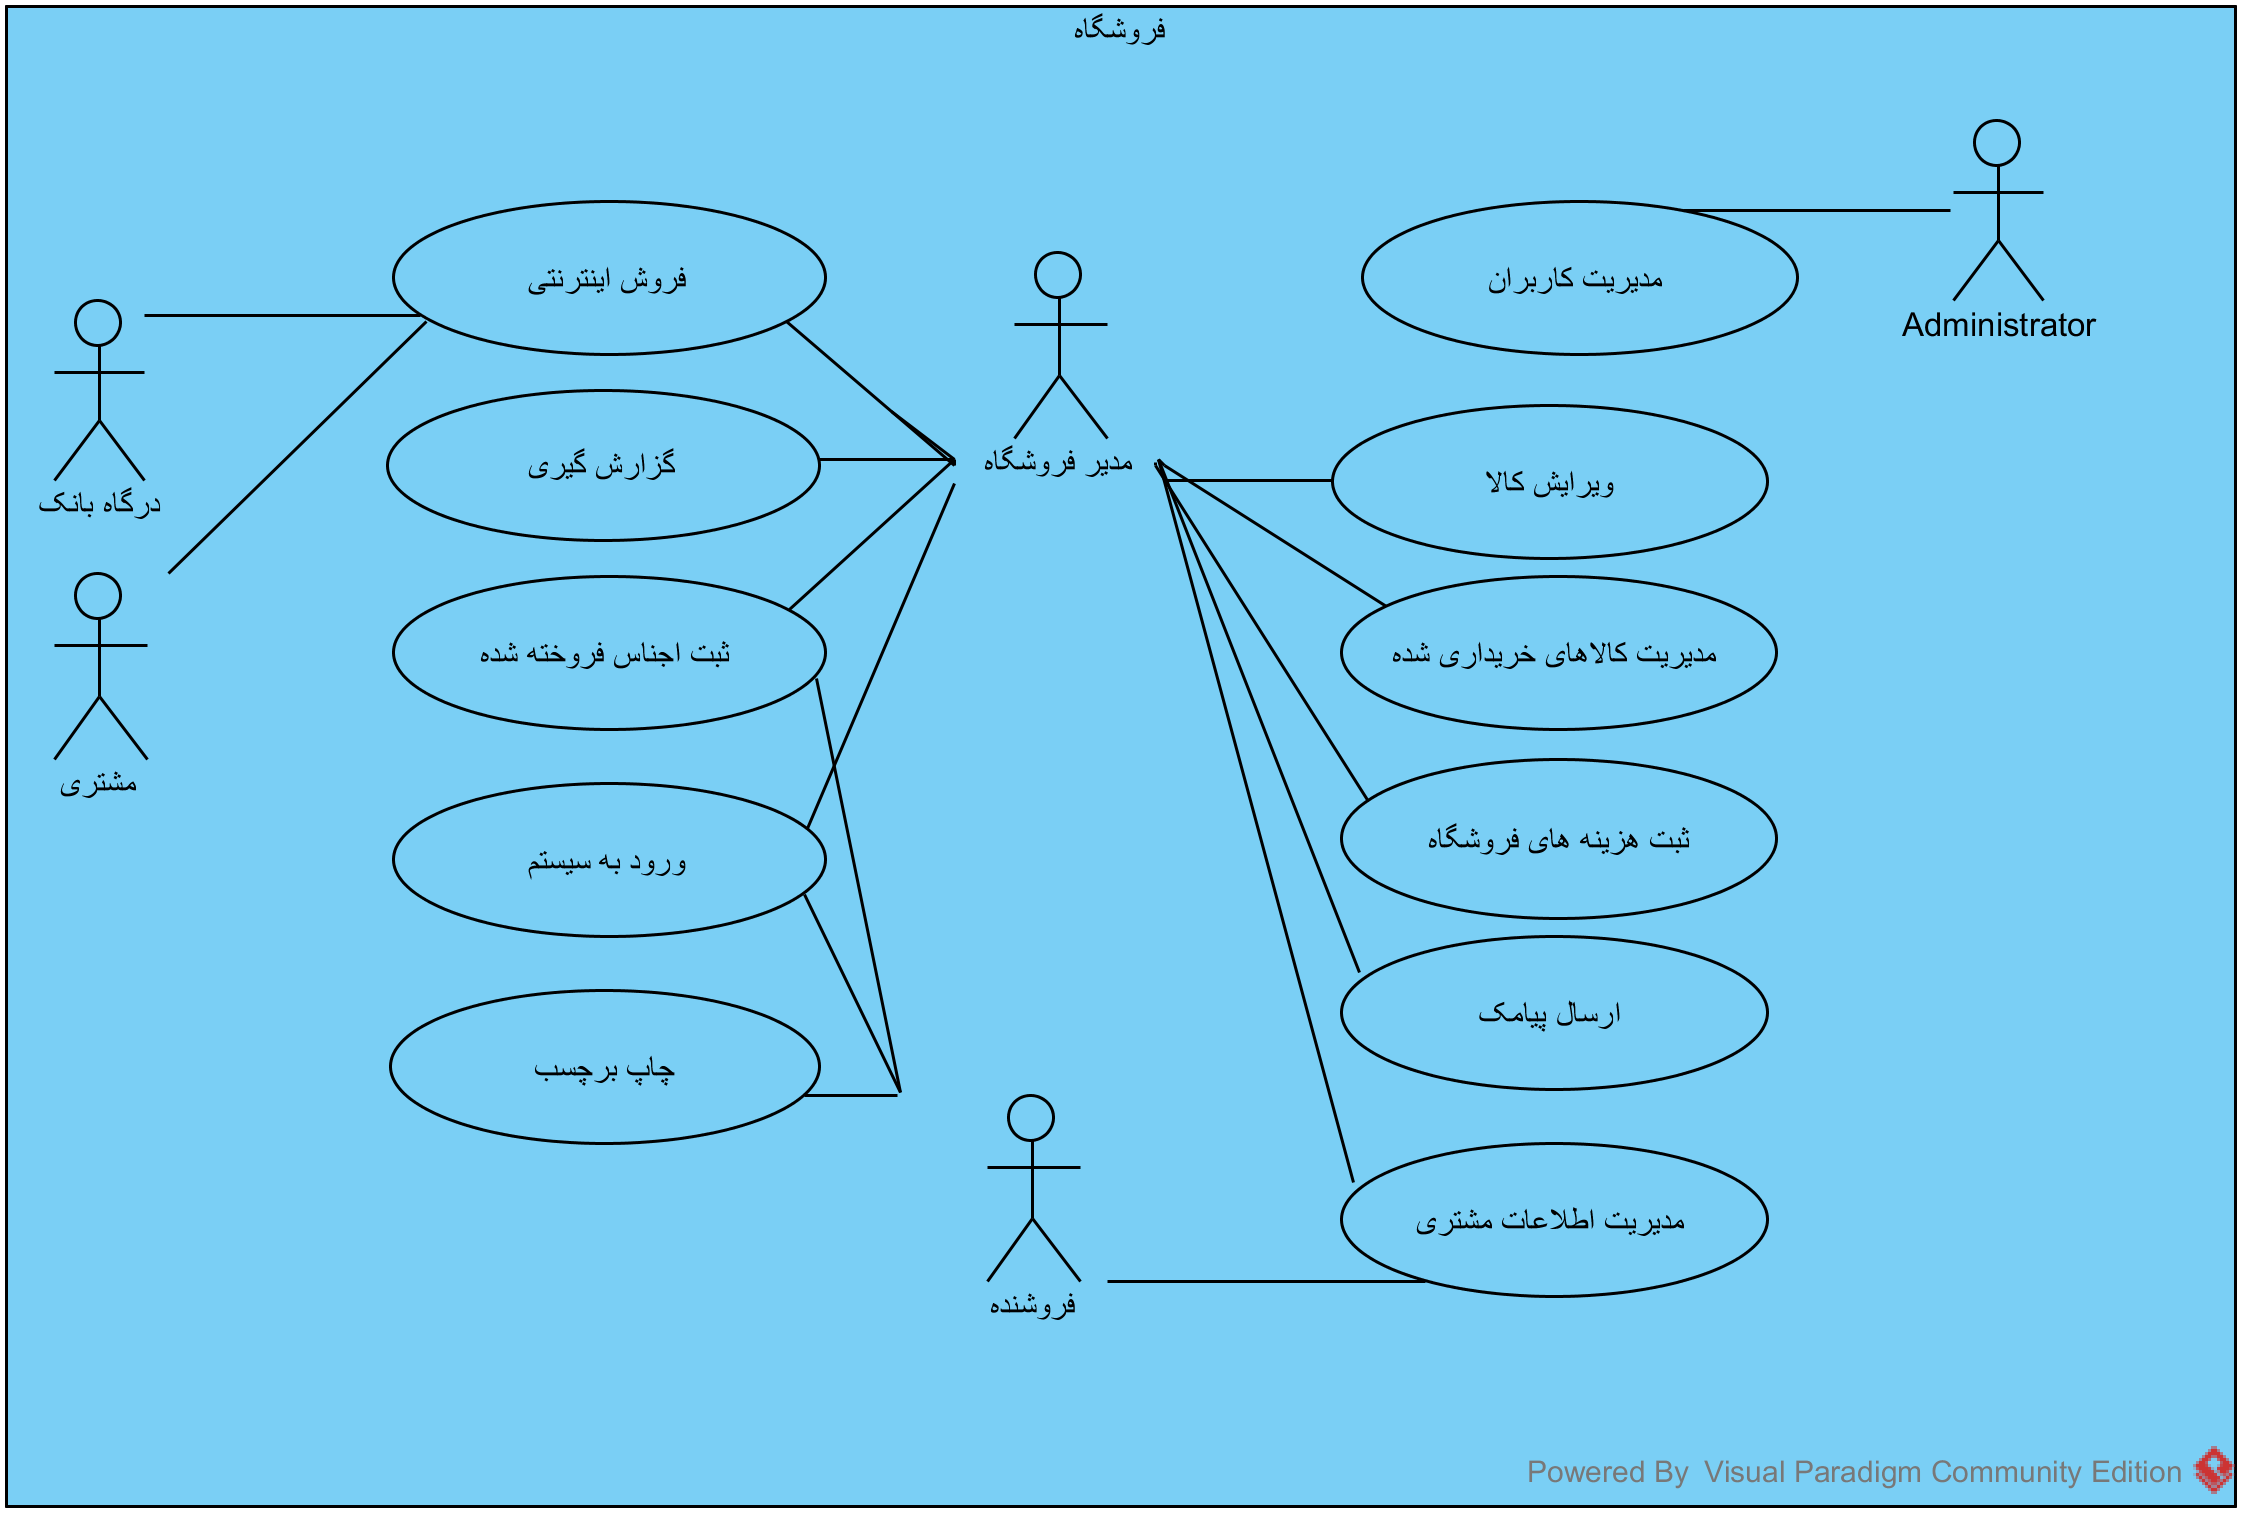 فروشگاه
Administrator
مدیریت کاربران
فروش اینترنتی
مدیر فروشگاه
ویرایش کالا
گزارش گیری
درگاه بانک
مدیریت کالاهای خریداری شده
ثبت اجناس فروخته شده
مشتری
ثبت هزینه های فروشگاه
ورود به سیستم
ارسال پیامک
چاپ برچسب
مدیریت اطلاعات مشتری
فروشنده
Powered By Visual Paradigm Community Edition